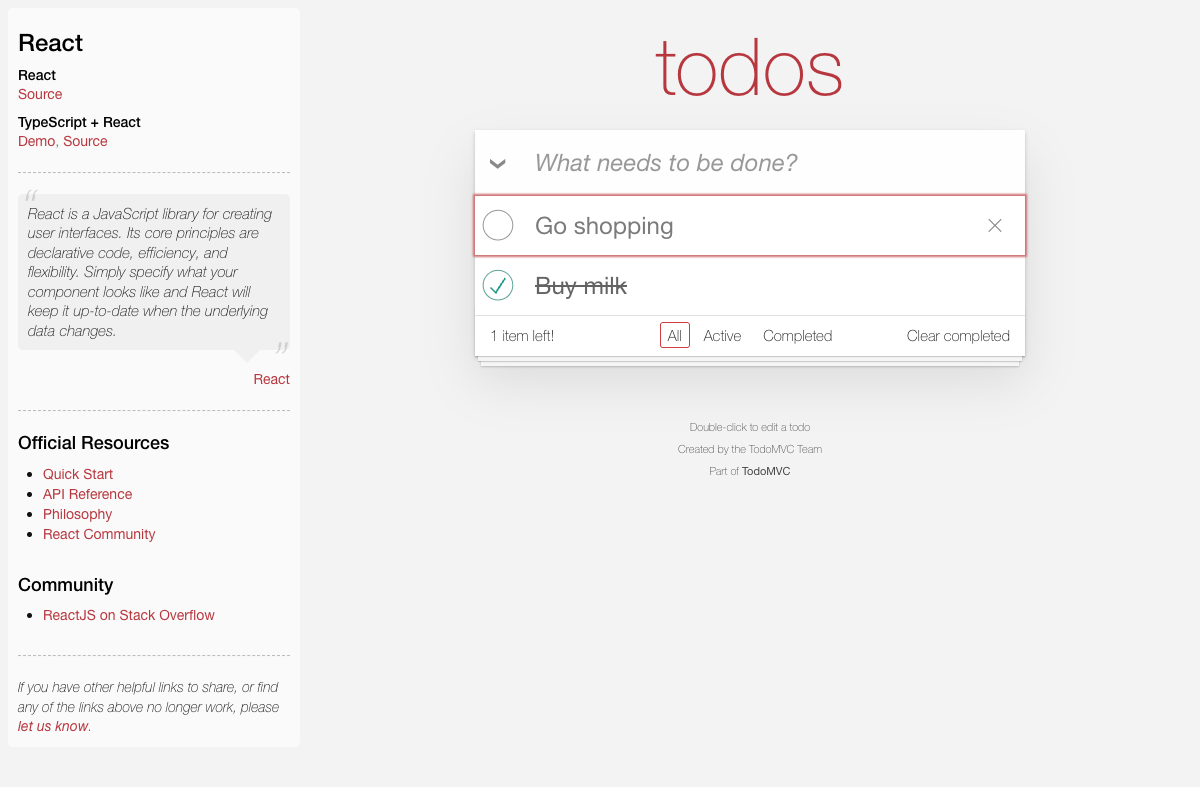 React
React
Source
TypeScript + React
Demo, Source
“
React is a JavaScript library for creating
user interfaces. Its core principles are
declarative code, efficiency, and
flexibility. Simply specify what your
component looks like and React will
keep it up-to-date when the underlying
data changes.
”
React
Official Resources
• Quick Start
• API Reference
• Philosophy
• React Community
Community
• ReactJS on Stack Overflow
If you have other helpful links to share, or find
any of the links above no longer work, please
let us know.
todos
What needs to be done?
Go shopping
Buy milk
1 item left!
All Active Completed
Clear completed
Double-click to edit a todo
Created by the TodoMVC Team
Part of TodoMVC